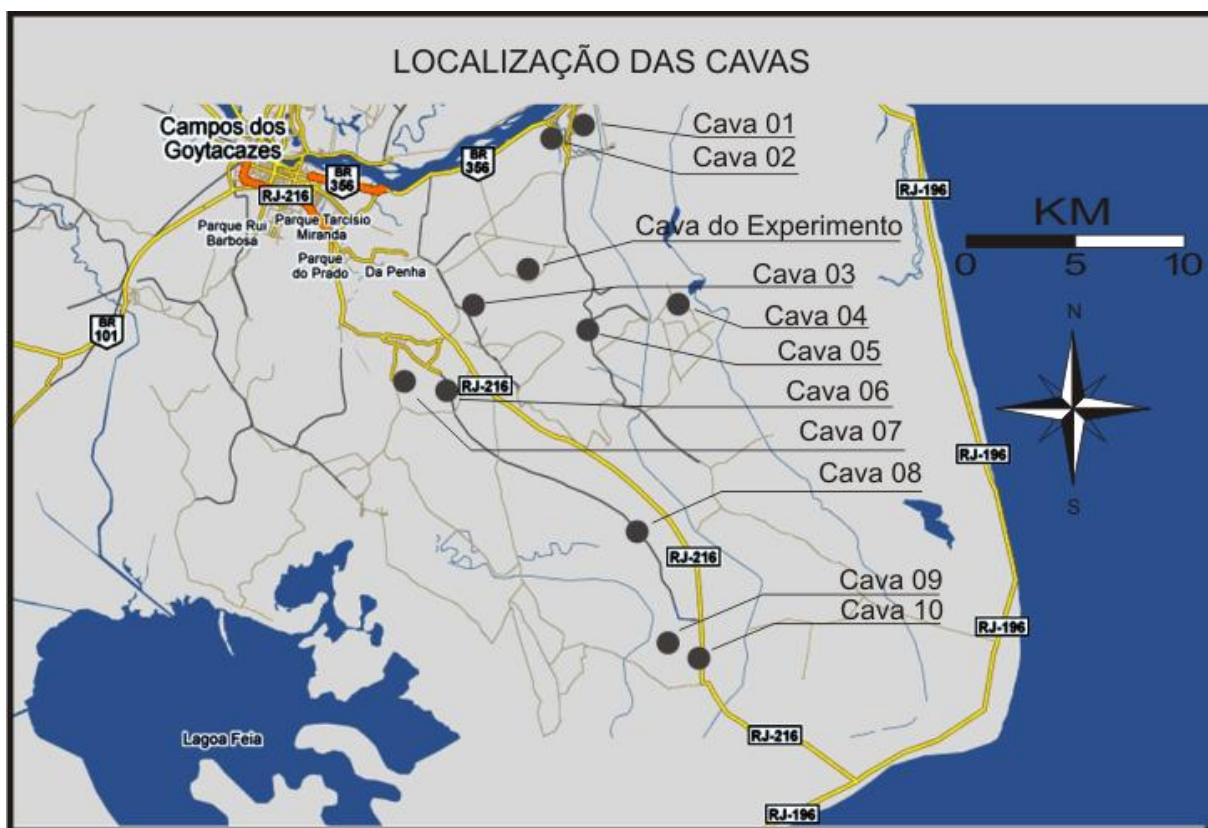 LOCALIZAÇÃO DAS CAVAS
Campos dos
Goytacazes
BR
356
BR
356
RJ-216
Parque Rui
Barbosa
Parque Tarcísio
Miranda
Parque
do Prado
Da Penha
BR
101
Cava 01
Cava 02
Cava do Experimento
Cava 03
Cava 04
Cava 05
RJ-216
Cava 06
Cava 07
Cava 08
RJ-216
Cava 09
Cava 10
RJ-196
KM
0 5 10
N
S
RJ-196
RJ-196
Lagoa Feia
RJ-216
RJ-196